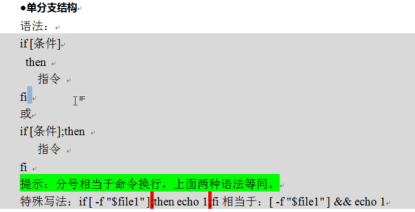 ●单分支结构
语法：
if [条件]
then
指令
fi
或
if [条件];then
指令
fi
提示：分号相当于命令换行，上面两种语法等同。
特殊写法：if [ -f "$file1" ];then echo 1;fi 相当于：[ -f "$file1" ] && echo 1